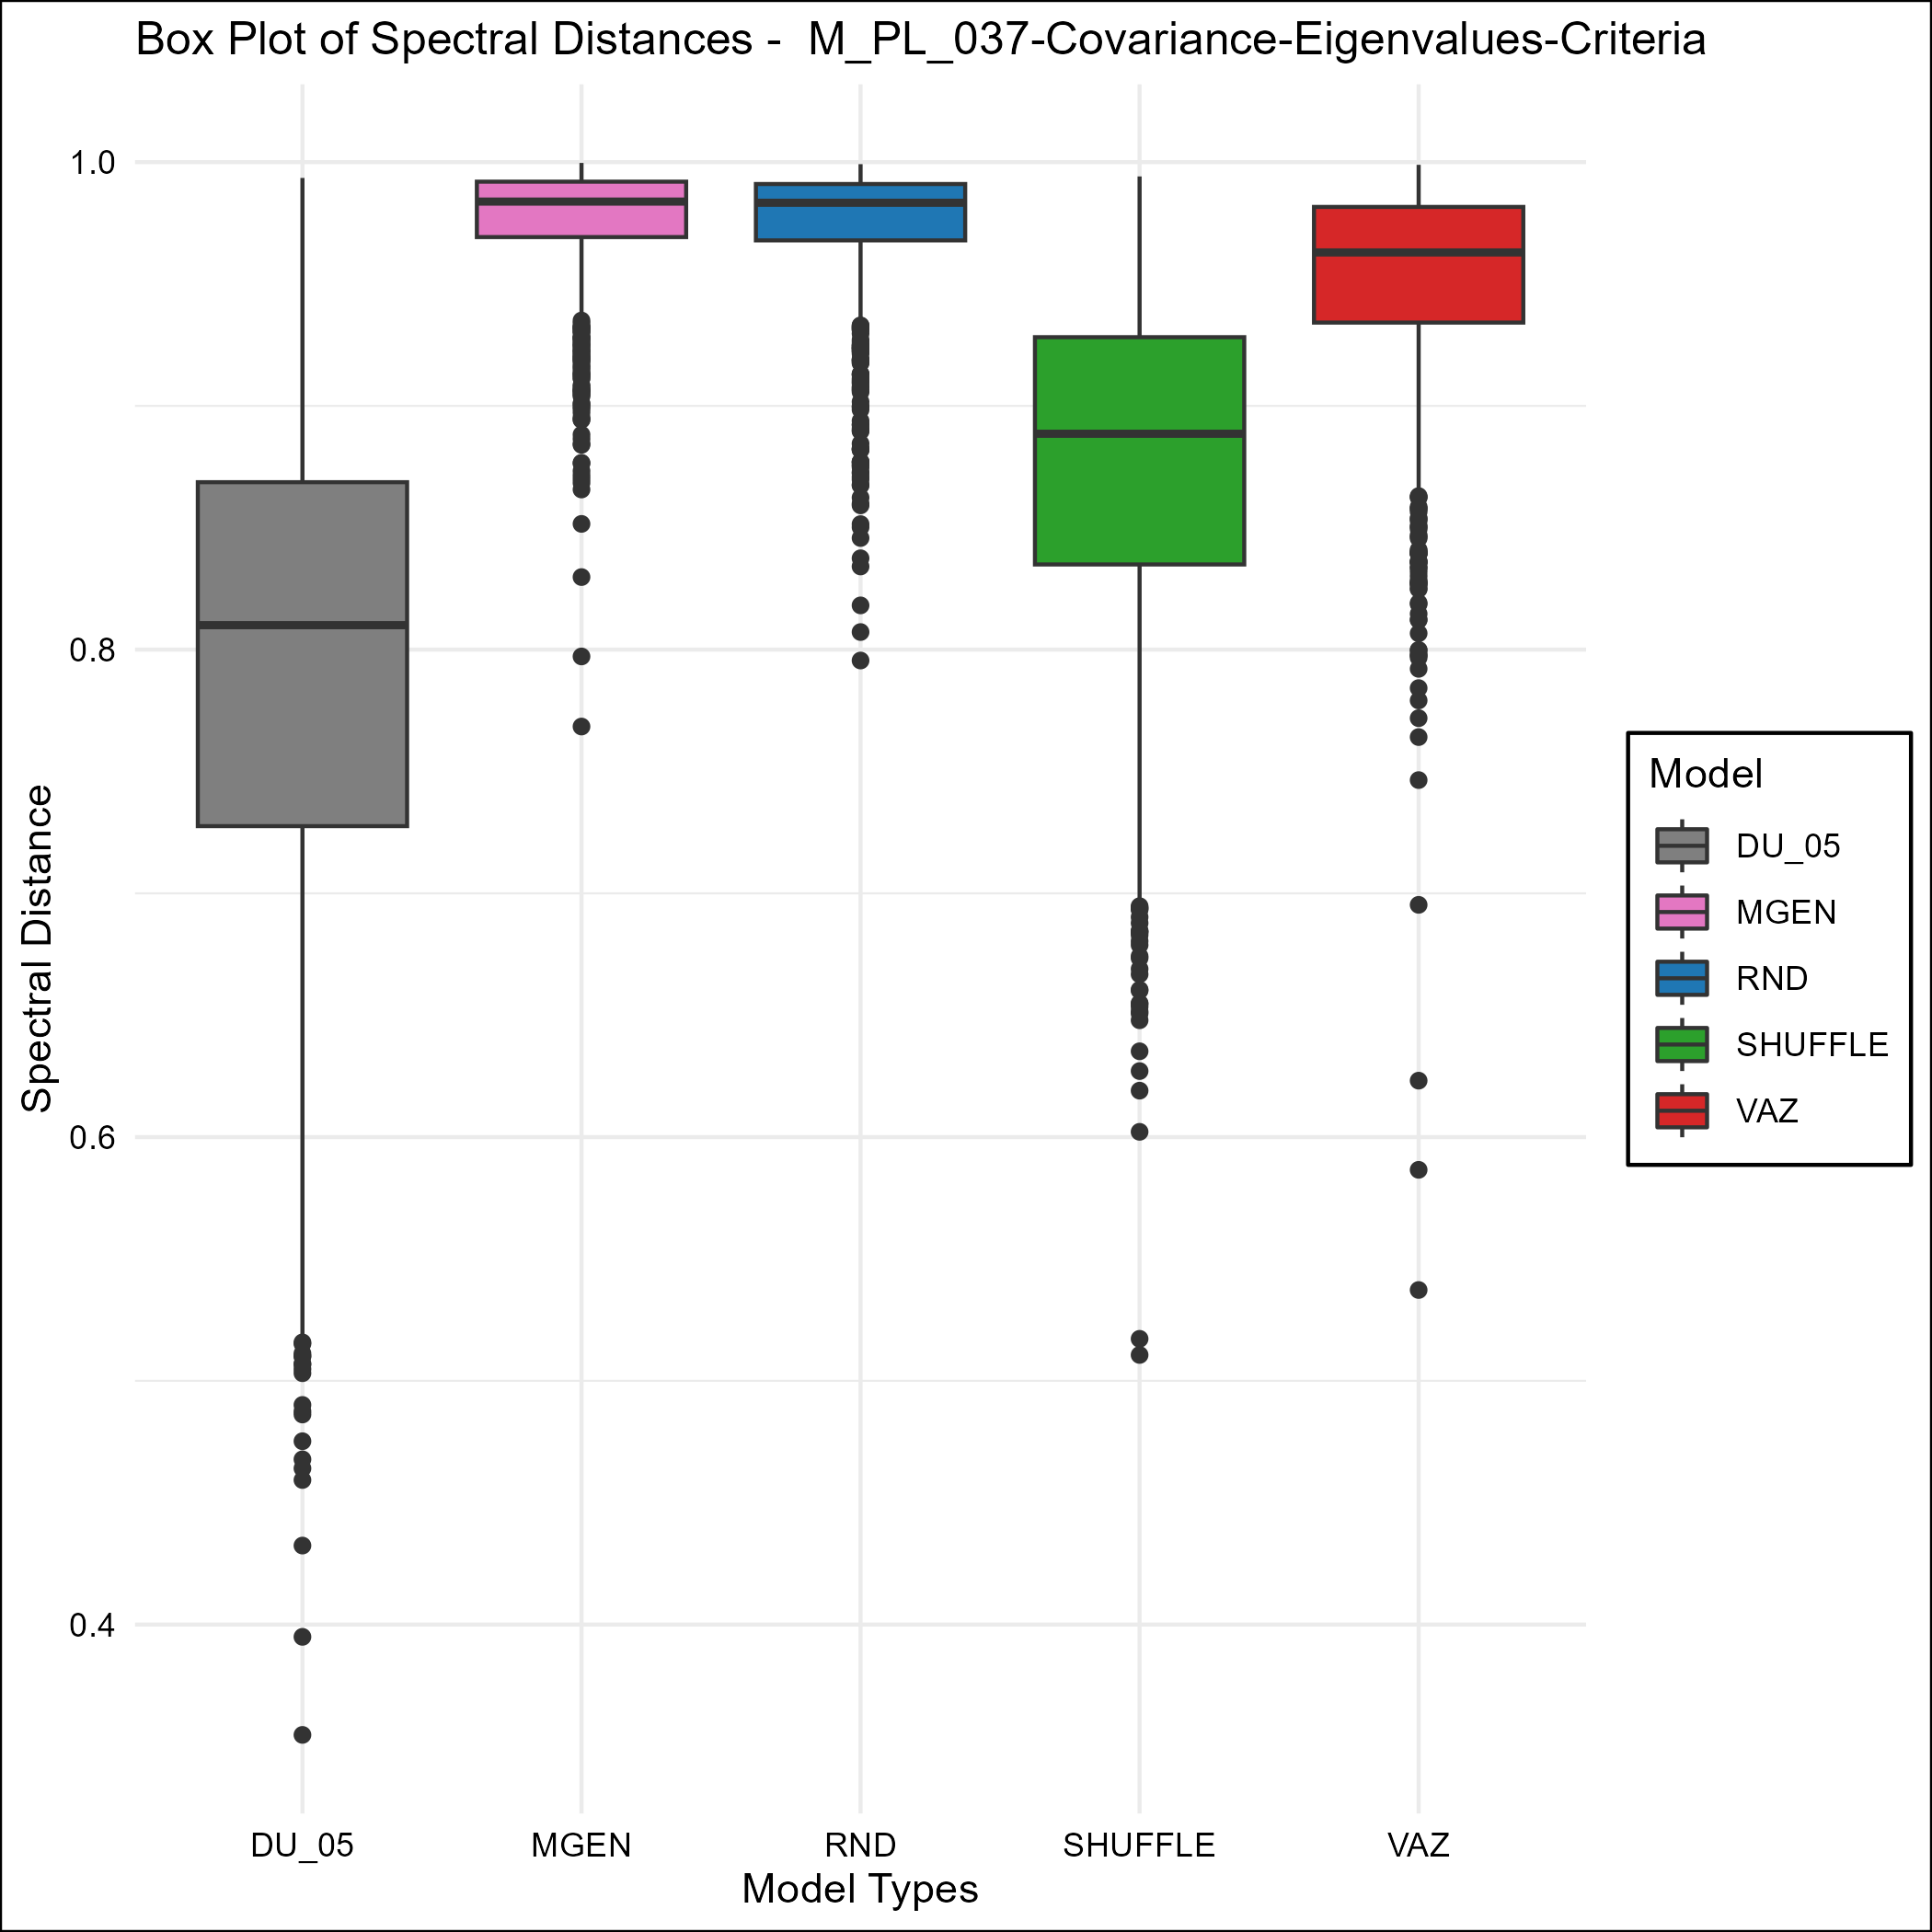 Box Plot of Spectral Distances -  M_PL_037-Covariance-Eigenvalues-Criteria
1.0
0.8
0.6
0.4
Spectral Distance
DU_05
MGEN
RND
SHUFFLE
VAZ
Model Types
Model
DU_05
MGEN
RND
SHUFFLE
VAZ